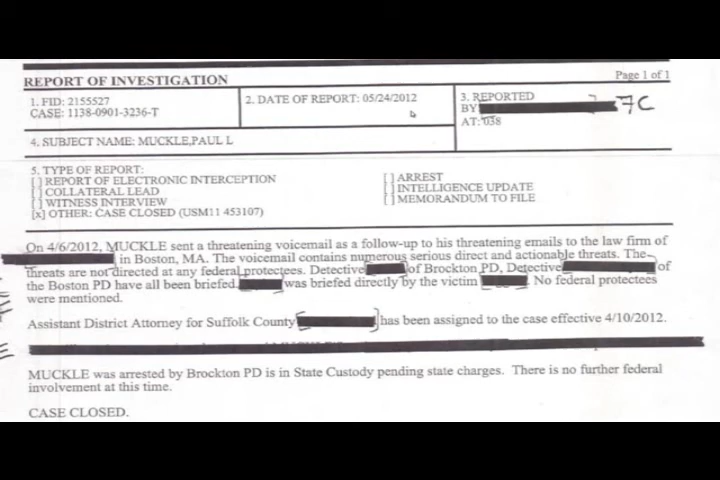 REPORT OF INVESTIGATION
Page 1 of 1
1. FID: 2155527
CASE: 1138-0901-3236-T
2. DATE OF REPORT: 05/24/2012
3. REPORTED
BY:
7C
AT: 038
4. SUBJECT NAME: MUCKLE,PAUL L
5. TYPE OF REPORT:
[ ] REPORT OF ELECTRONIC INTERCEPTION
[ ] COLLATERAL LEAD
[ ] WITNESS INTERVIEW
[x] OTHER: CASE CLOSED (USM11 453107)
[ ] ARREST
[ ] INTELLIGENCE UPDATE
[ ] MEMORANDUM TO FILE
On 4/6/2012, MUCKLE sent a threatening voicemail as a follow-up to his threatening emails to the law firm of
in Boston, MA. The voicemail contains numerous serious direct and actionable threats. The
threats are not directed at any federal protectees. Detective of Brockton PD, Detective of
the Boston PD have all been briefed. was briefed directly by the victim . No federal protectees
were mentioned.
Assistant District Attorney for Suffolk County has been assigned to the case effective 4/10/2012.
MUCKLE was arrested by Brockton PD is in State Custody pending state charges. There is no further federal
involvement at this time.
CASE CLOSED.